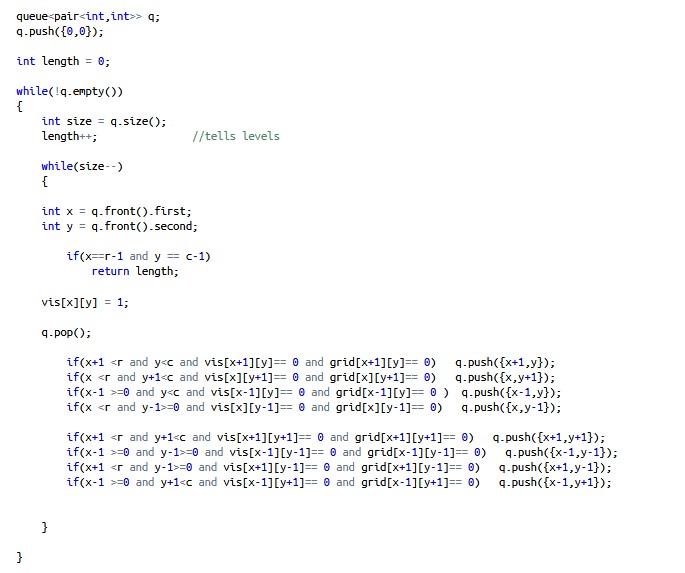 queue<pair<int,int>> q;
q.push({0,0});
int length = 0;
while(!q.empty())
{
int size = q.size();
length++; //tells levels
while(size--)
{
int x = q.front().first;
int y = q.front().second;
if(x==r-1 and y == c-1)
return length;
vis[x][y] = 1;
q.pop();
if(x+1 <r and y<c and vis[x+1][y]== 0 and grid[x+1][y]== 0) q.push({x+1,y});
if(x <r and y+1<c and vis[x][y+1]== 0 and grid[x][y+1]== 0) q.push({x,y+1});
if(x-1 >=0 and y<c and vis[x-1][y]== 0 and grid[x-1][y]== 0 ) q.push({x-1,y});
if(x <r and y-1>=0 and vis[x][y-1]== 0 and grid[x][y-1]== 0) q.push({x,y-1});
if(x+1 <r and y+1<c and vis[x+1][y+1]== 0 and grid[x+1][y+1]== 0) q.push({x+1,y+1});
if(x-1 >=0 and y-1>=0 and vis[x-1][y-1]== 0 and grid[x-1][y-1]== 0) q.push({x-1,y-1});
if(x+1 <r and y-1>=0 and vis[x+1][y-1]== 0 and grid[x+1][y-1]== 0) q.push({x+1,y-1});
if(x-1 >=0 and y+1<c and vis[x-1][y+1]== 0 and grid[x-1][y+1]== 0) q.push({x-1,y+1});
}
}